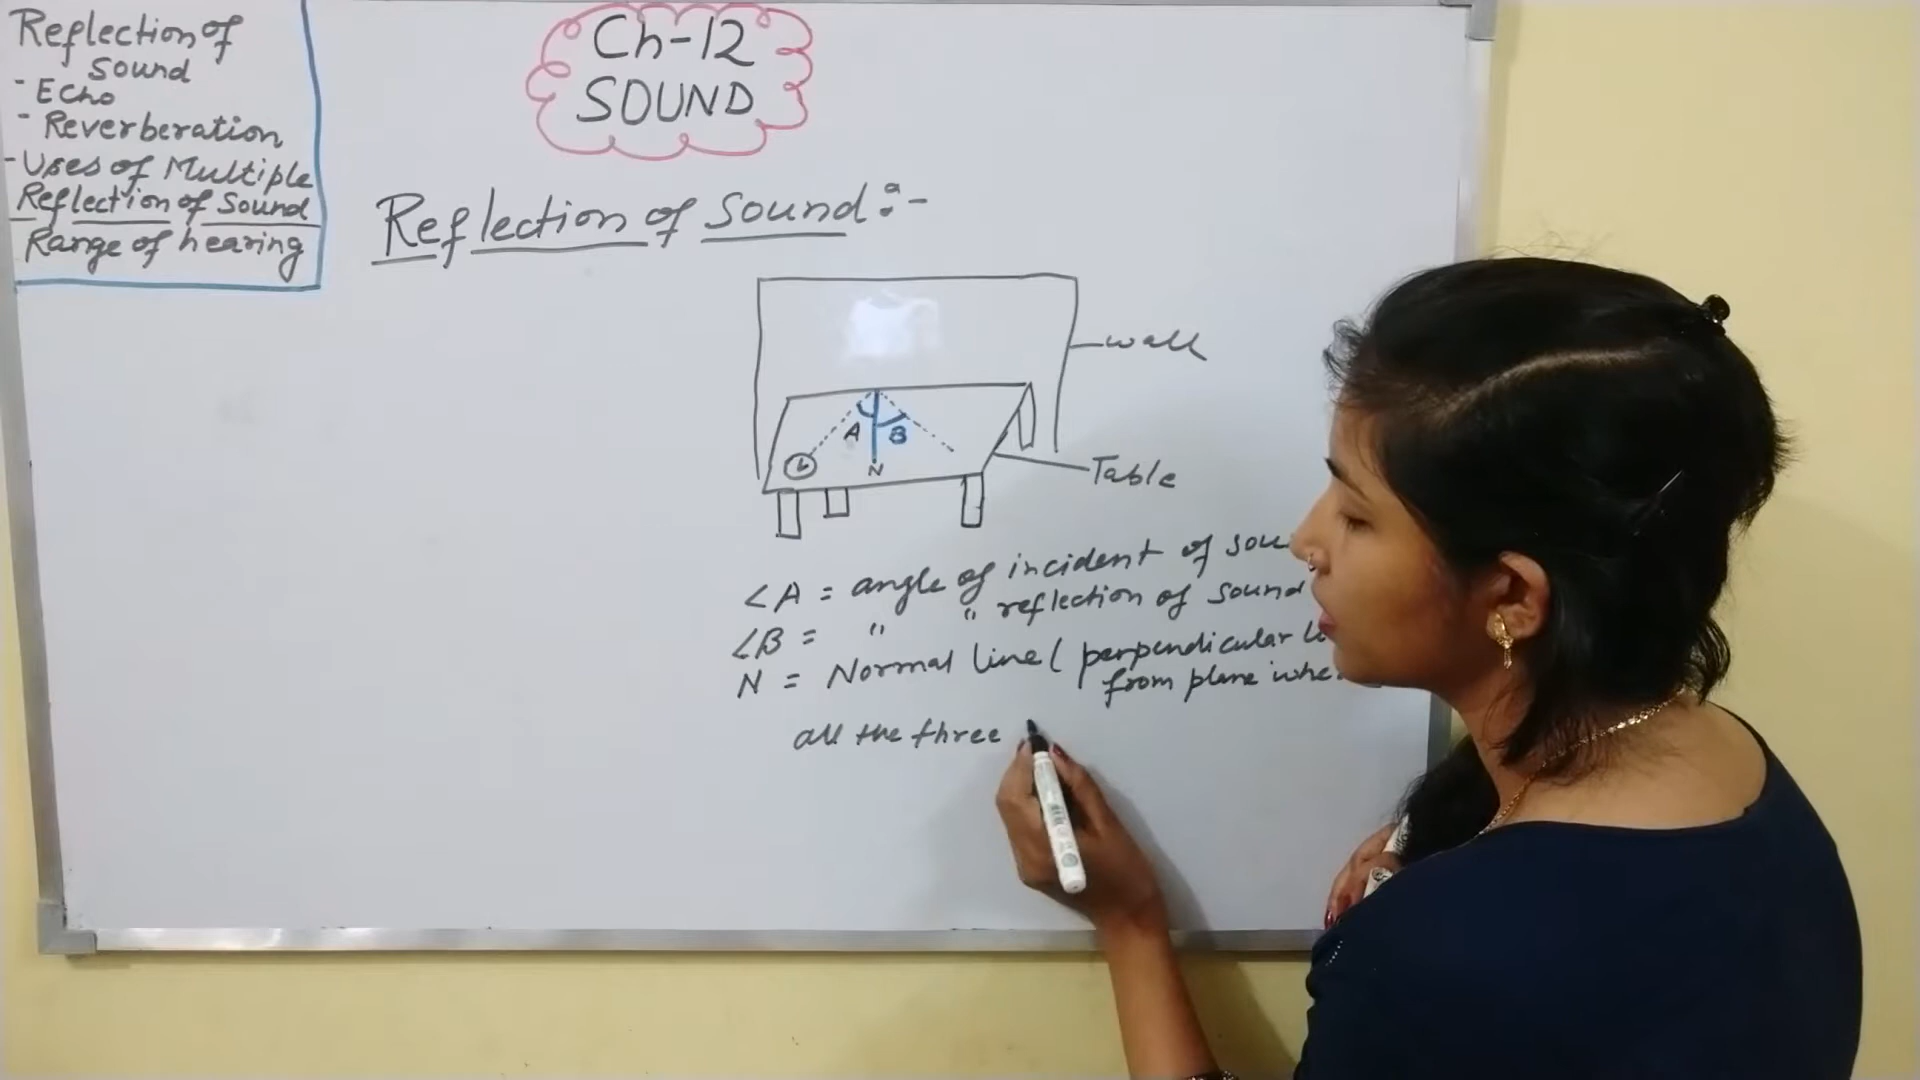 Reflection of
Sound
- Echo
- Reverberation
- Uses of Multiple
Reflection of Sound
Range of hearing
Ch-12
SOUND
Reflection of Sound :-
wall
A
B
N
Table
∠A = angle of incident of sou
∠B = " " reflection of sound
N = Normal line ( perpendicular
from plane whe
all the three